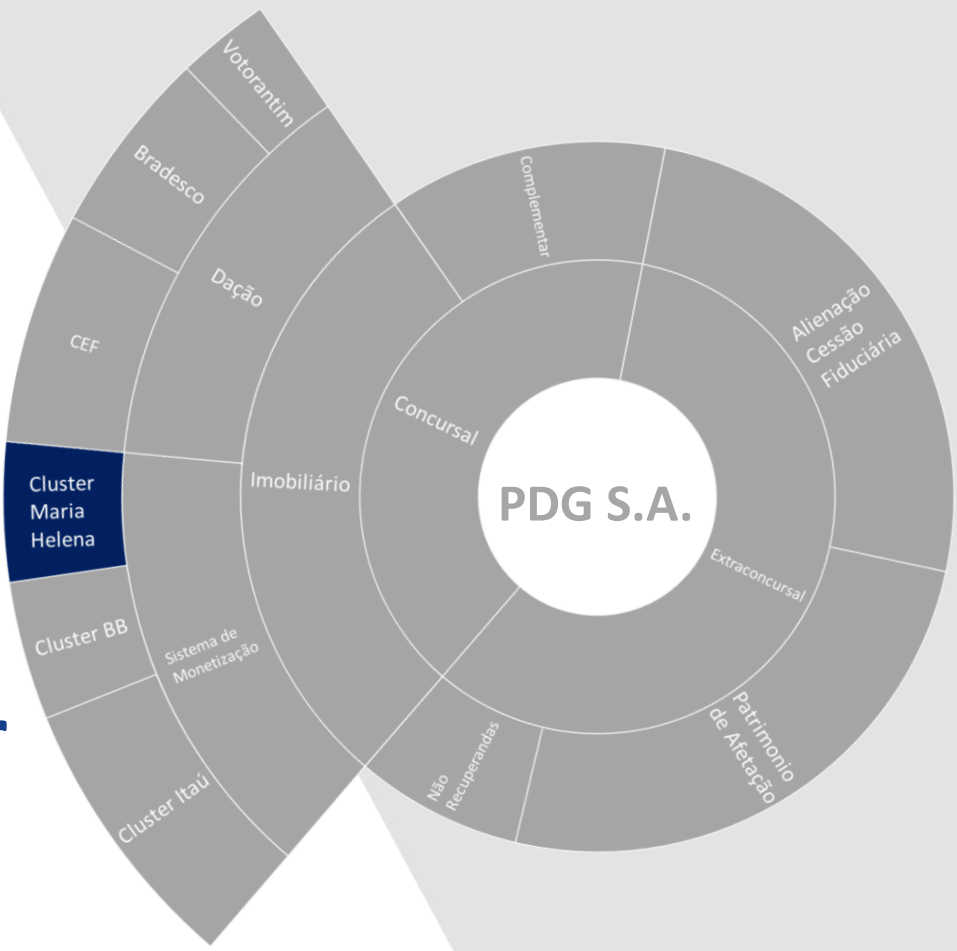 Votorantim
Bradesco
CEF
Cluster
Maria
Helena
Cluster BB
Cluster Itaú
Dação
Sistema de
Monetização
Imobiliário
Complementar
Concursal
PDG S.A.
Extraconcursal
Alienação
Cessão
Fiduciária
Patrimonio
de Afetação
Não
Recuperandas